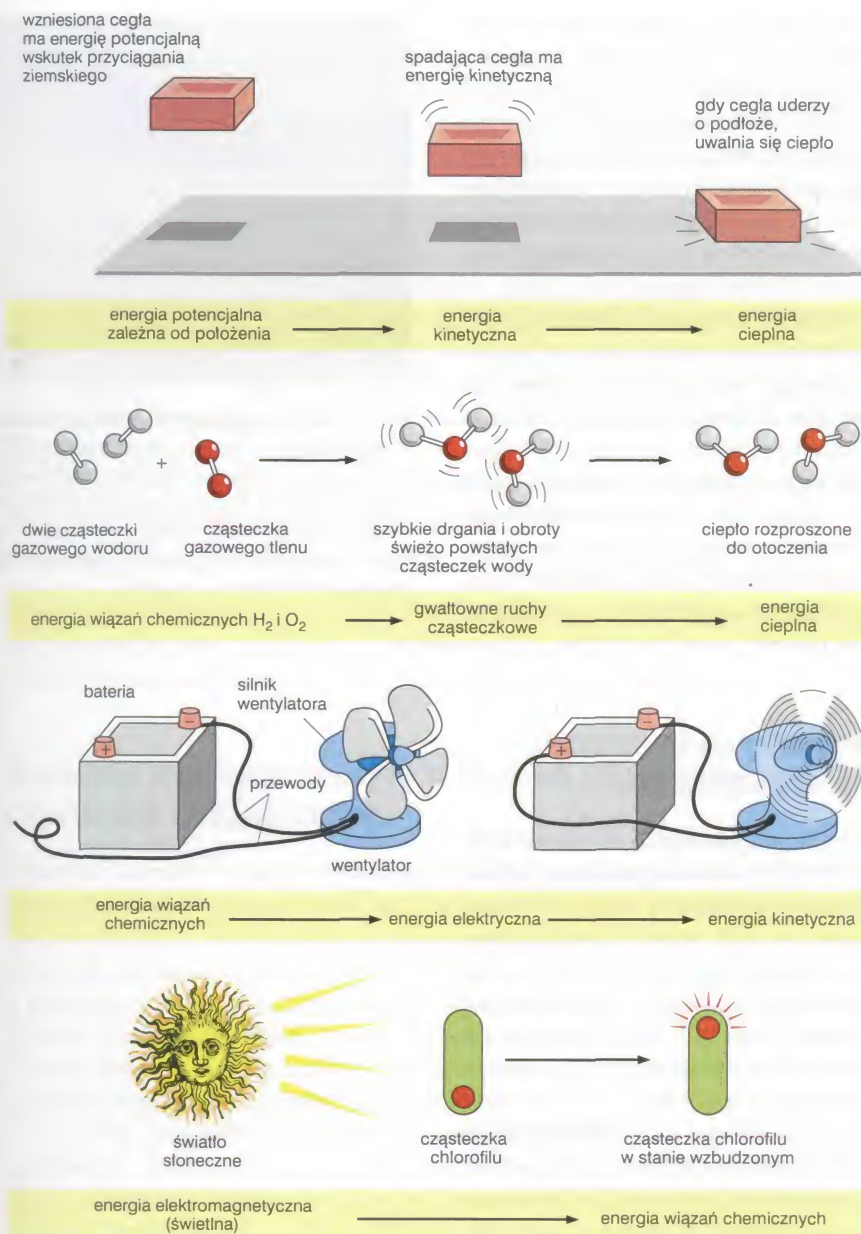 wzniesiona cegła
ma energię potencjalną
wskutek przyciągania
ziemskiego
spadająca cegła ma
energię kinetyczną
gdy cegła uderzy
o podłoże,
uwalnia się ciepło
energia potencjalna
zależna od położenia
energia
kinetyczna
energia
cieplna
+
dwie cząsteczki
gazowego wodoru
cząsteczka
gazowego tlenu
szybkie drgania i obroty
świeżo powstałych
cząsteczek wody
ciepło rozproszone
do otoczenia
energia wiązań chemicznych H₂ i O₂
gwałtowne ruchy
cząsteczkowe
energia
cieplna
bateria
silnik
wentylatora
+
–
przewody
wentylator
+
–
energia wiązań
chemicznych
energia elektryczna
energia kinetyczna
światło
słoneczne
cząsteczka
chlorofilu
cząsteczka chlorofilu
w stanie wzbudzonym
energia elektromagnetyczna
(świetlna)
energia wiązań chemicznych